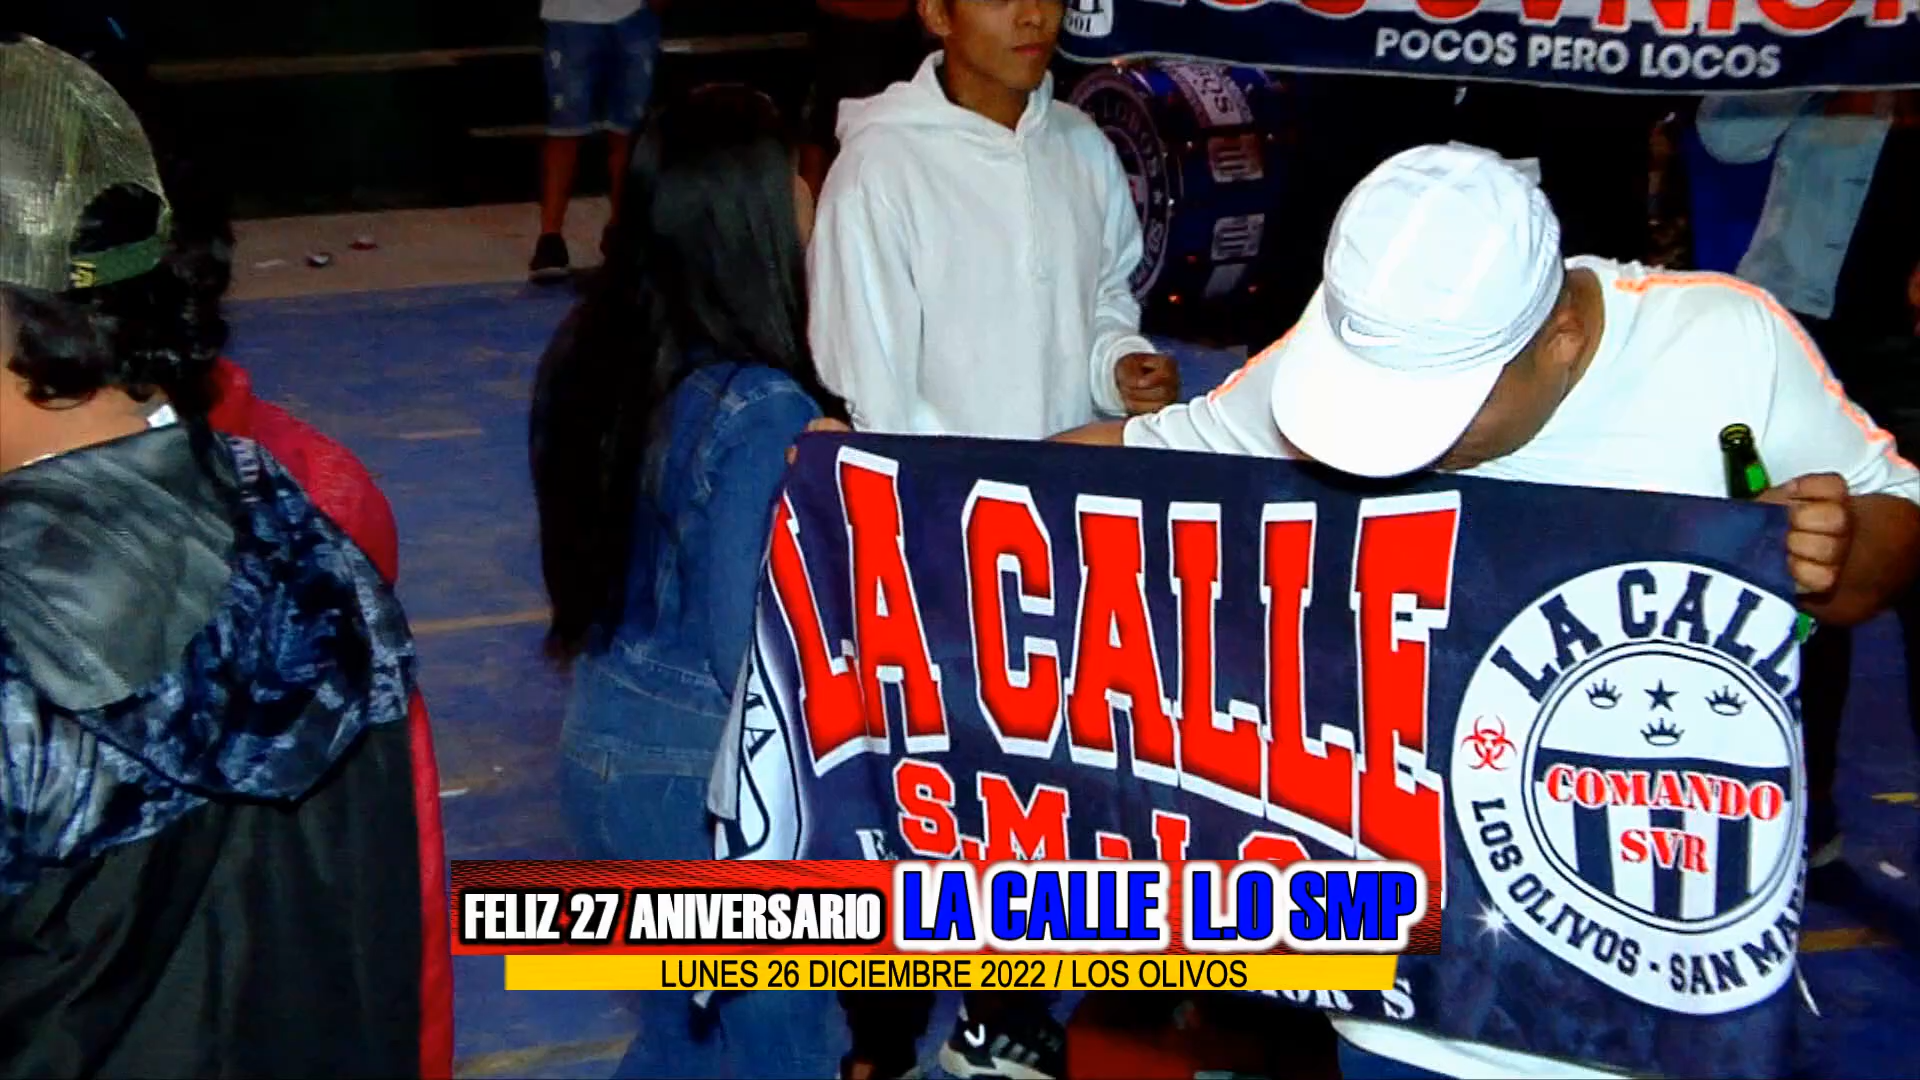 POCOS PERO LOCOS
LA CALLE
LA CALLE
COMANDO
SVR
LOS OLIVOS - SAN MA
FELIZ 27 ANIVERSARIO LA CALLE L.O SMP
LUNES 26 DICIEMBRE 2022 / LOS OLIVOS